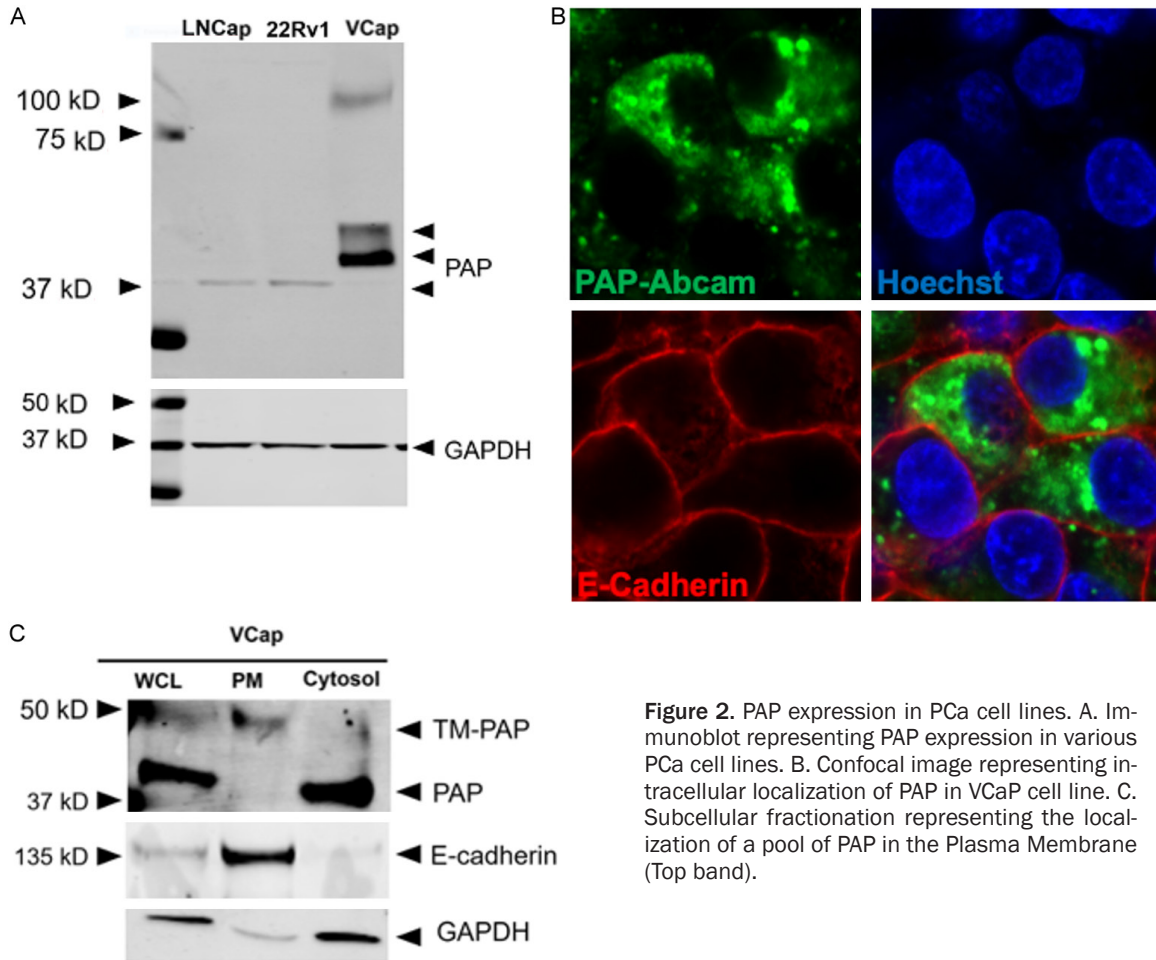 A
LNCap 22Rv1 VCap
100 kD
75 kD
PAP
37 kD
50 kD
37 kD
GAPDH
B
PAP-Abcam
Hoechst
E-Cadherin
C
VCap
WCL PM Cytosol
50 kD
TM-PAP
37 kD
PAP
135 kD
E-cadherin
GAPDH
Figure 2. PAP expression in PCa cell lines. A. Im-
munoblot representing PAP expression in various
PCa cell lines. B. Confocal image representing in-
tracellular localization of PAP in VCaP cell line. C.
Subcellular fractionation representing the local-
ization of a pool of PAP in the Plasma Membrane
(Top band).